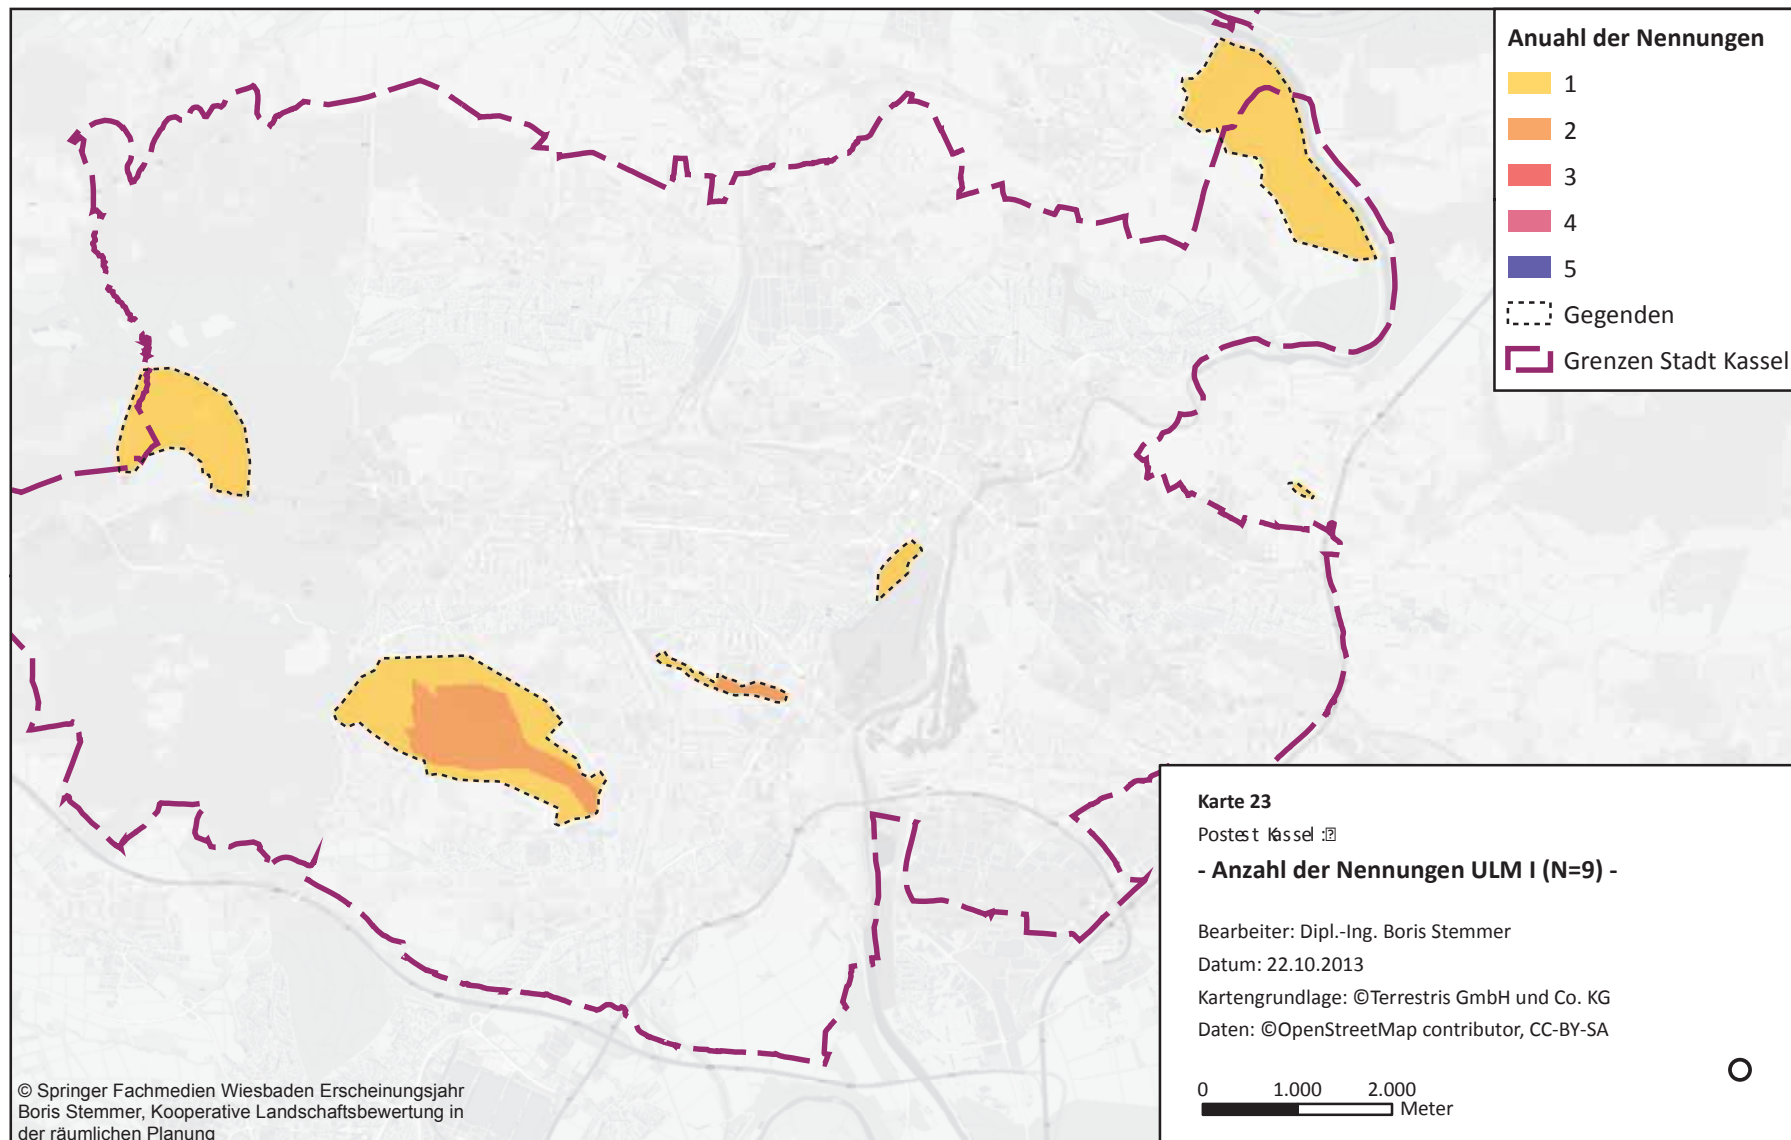 Anuahl der Nennungen
1
2
3
4
5
Gegenden
Grenzen Stadt Kassel
Karte 23
Postest Kassel :
- Anzahl der Nennungen ULM I (N=9) -
Bearbeiter: Dipl.-Ing. Boris Stemmer
Datum: 22.10.2013
Kartengrundlage: ©Terrestris GmbH und Co. KG
Daten: ©OpenStreetMap contributor, CC-BY-SA
0 1.000 2.000
Meter
© Springer Fachmedien Wiesbaden Erscheinungsjahr
Boris Stemmer, Kooperative Landschaftsbewertung in
der räumlichen Planung